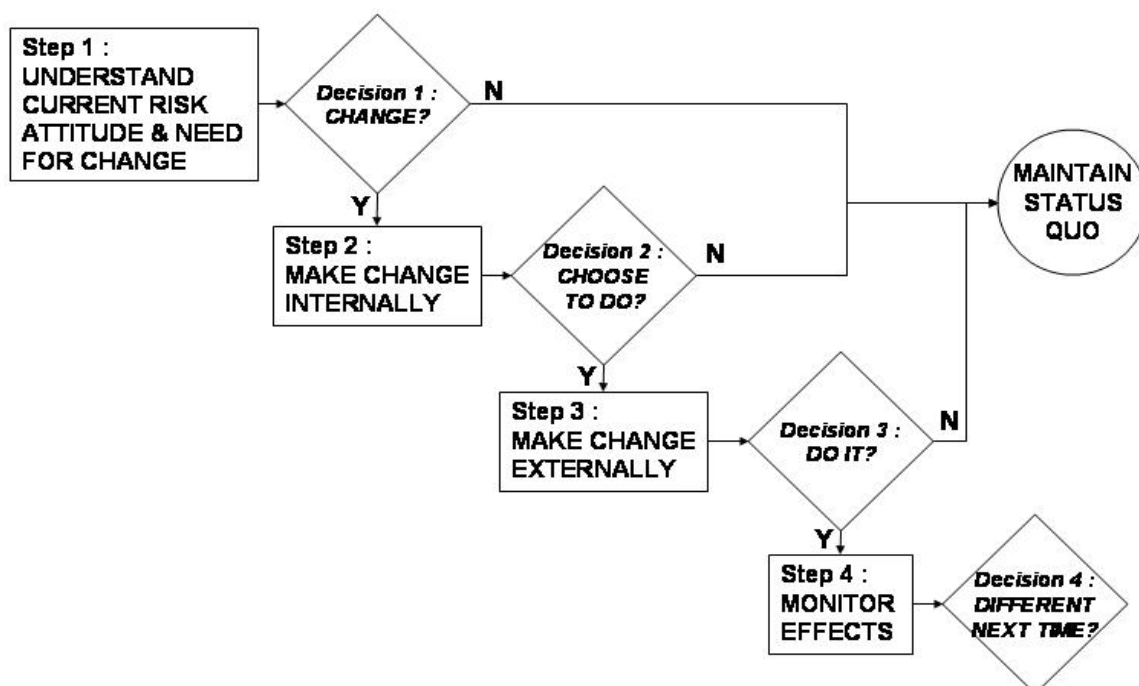 Step 1 :
UNDERSTAND
CURRENT RISK
ATTITUDE & NEED
FOR CHANGE
Decision 1 :
CHANGE?
N
Y
Step 2 :
MAKE CHANGE
INTERNALLY
Decision 2 :
CHOOSE
TO DO?
N
Y
Step 3 :
MAKE CHANGE
EXTERNALLY
Decision 3 :
DO IT?
N
Y
Step 4 :
MONITOR
EFFECTS
Decision 4 :
DIFFERENT
NEXT TIME?
MAINTAIN
STATUS
QUO